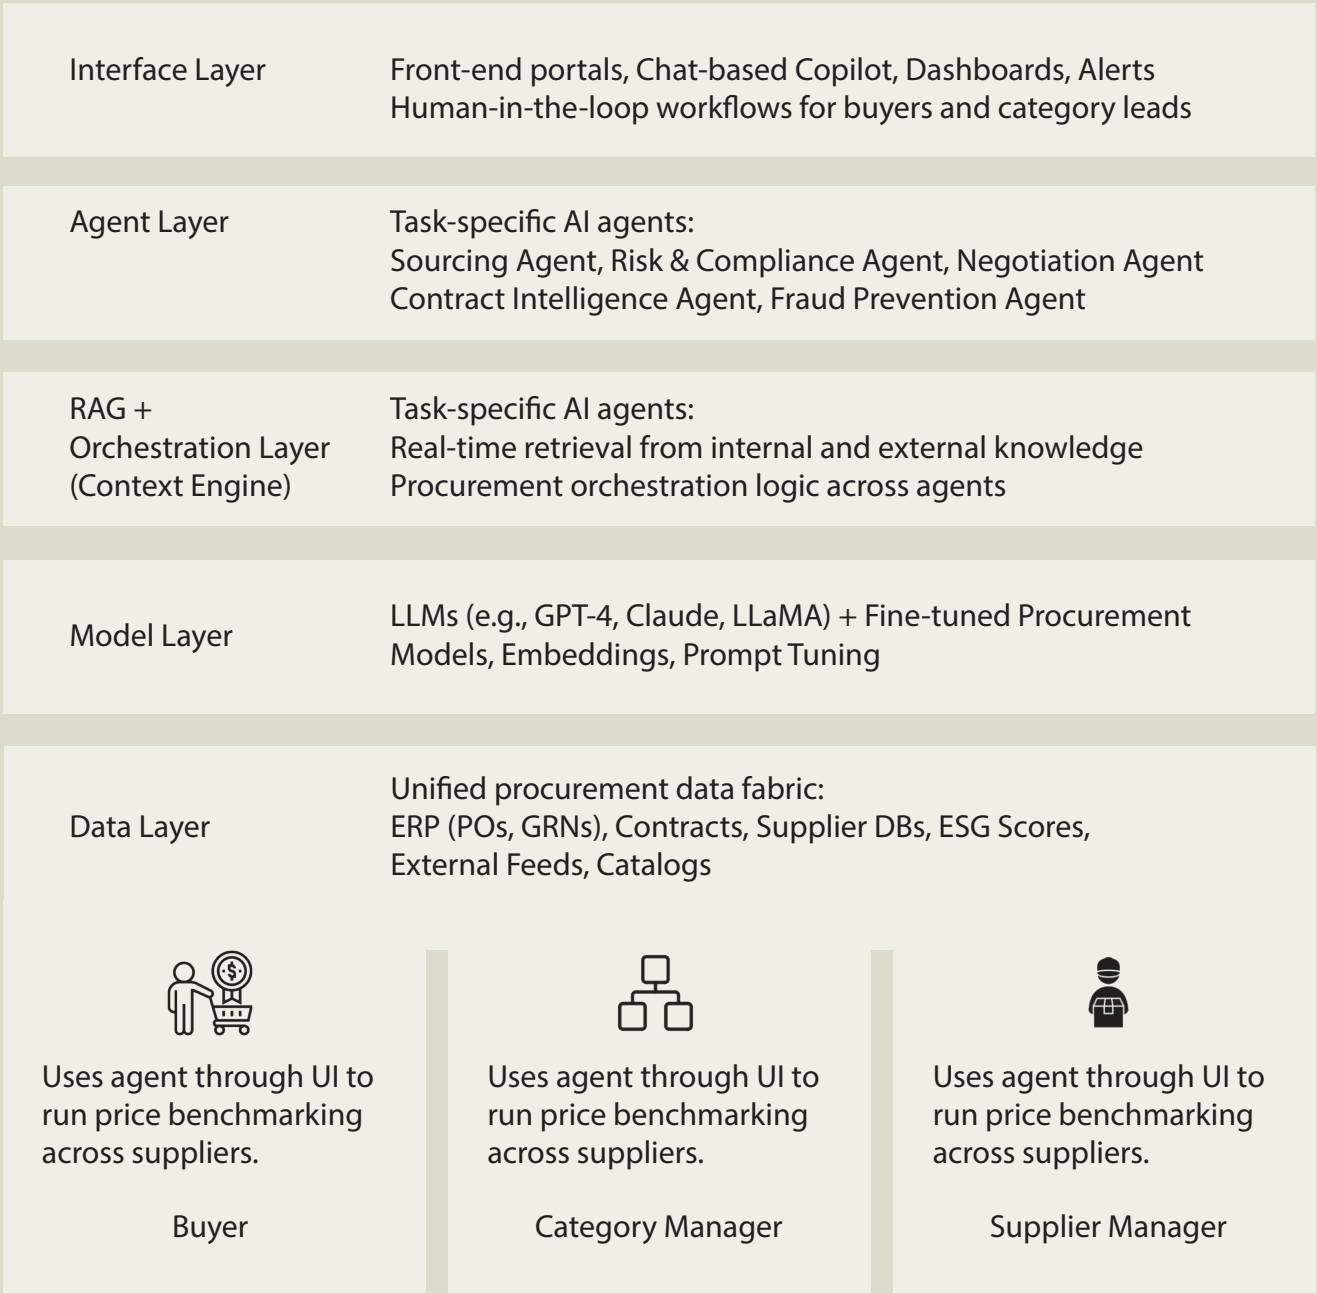 Interface Layer
Front-end portals, Chat-based Copilot, Dashboards, Alerts
Human-in-the-loop workflows for buyers and category leads
Agent Layer
Task-specific AI agents:
Sourcing Agent, Risk & Compliance Agent, Negotiation Agent
Contract Intelligence Agent, Fraud Prevention Agent
RAG +
Orchestration Layer
(Context Engine)
Task-specific AI agents:
Real-time retrieval from internal and external knowledge
Procurement orchestration logic across agents
Model Layer
LLMs (e.g., GPT-4, Claude, LLaMA) + Fine-tuned Procurement
Models, Embeddings, Prompt Tuning
Data Layer
Unified procurement data fabric:
ERP (POs, GRNs), Contracts, Supplier DBs, ESG Scores,
External Feeds, Catalogs
$
Uses agent through UI to
run price benchmarking
across suppliers.
Buyer
Uses agent through UI to
run price benchmarking
across suppliers.
Category Manager
Uses agent through UI to
run price benchmarking
across suppliers.
Supplier Manager